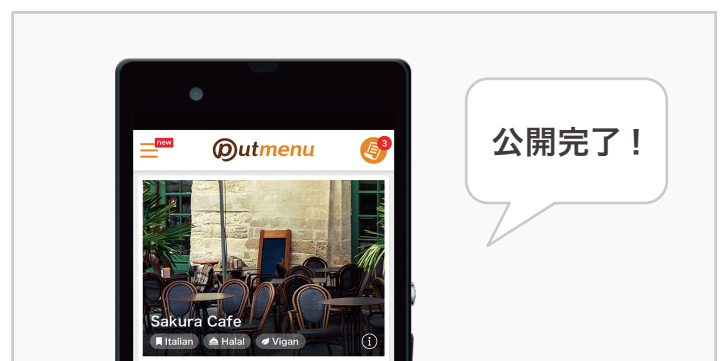 new
putmenu
3
公開完了！
Sakura Cafe
Italian
Halal
Vigan